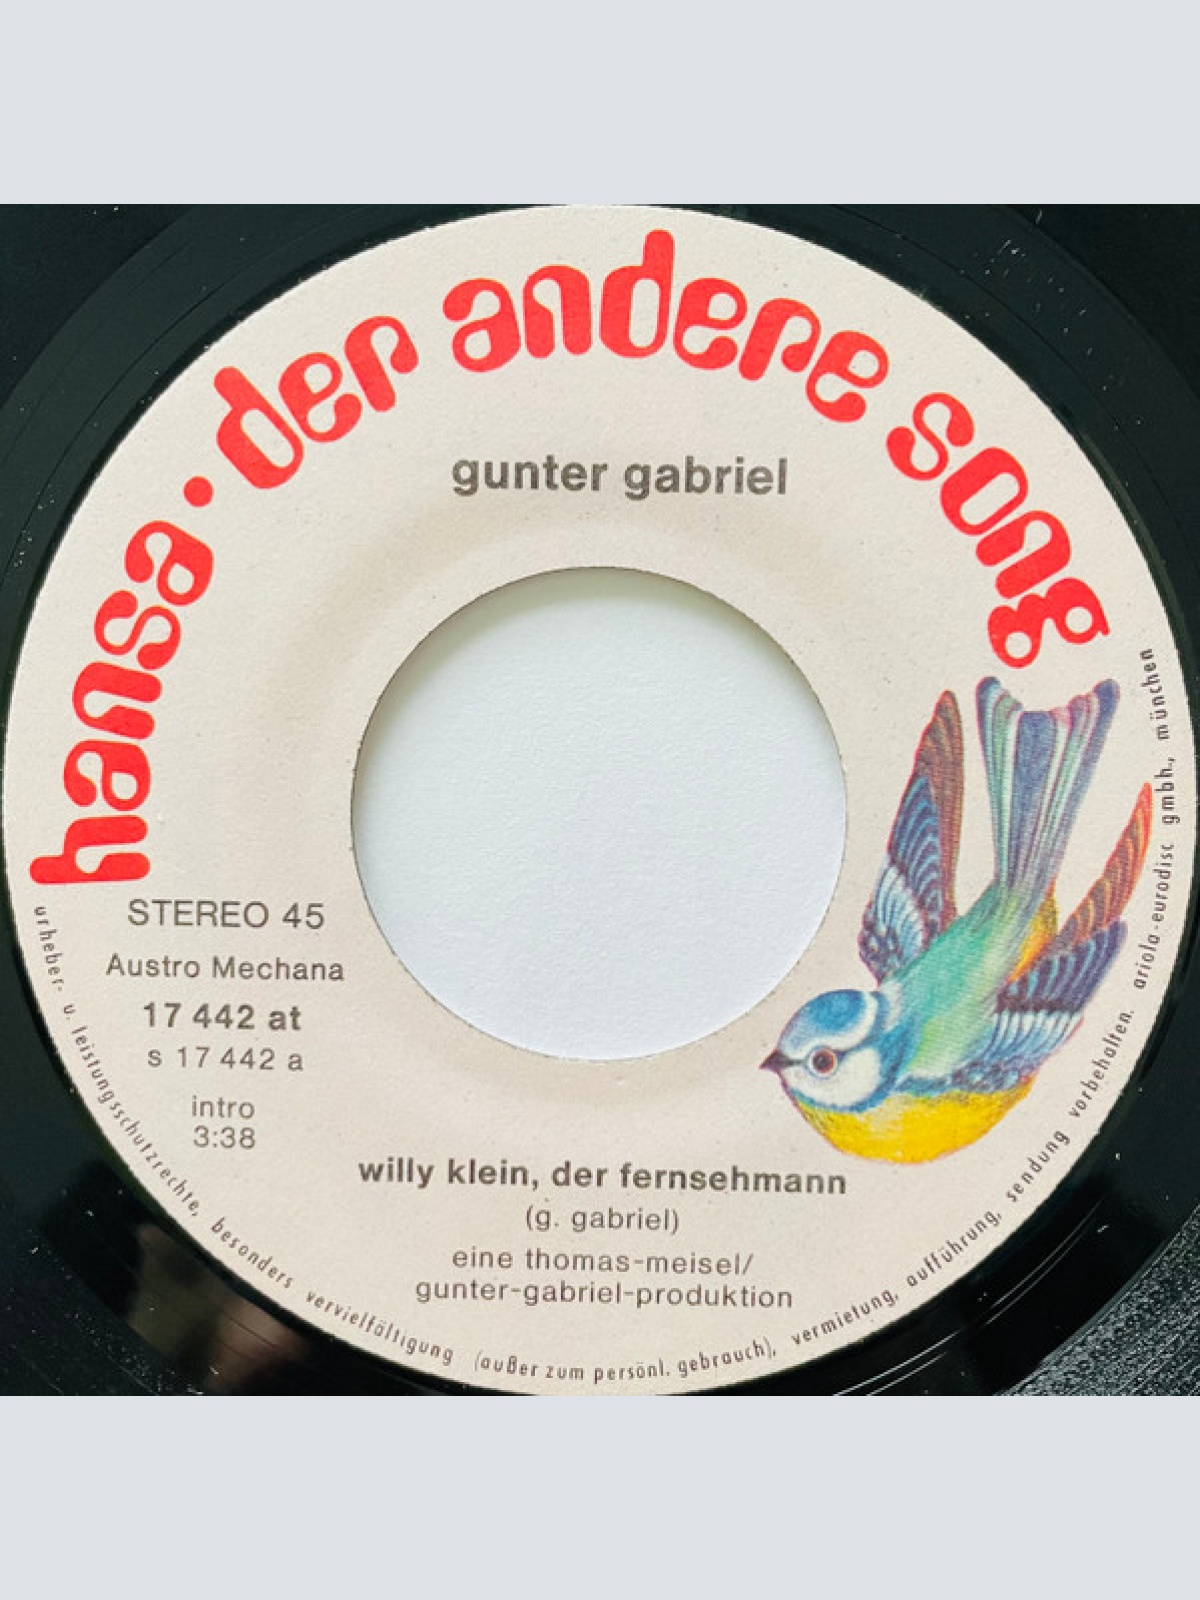 hansa · der andere song
gunter gabriel
STEREO 45
Austro Mechana
17 442 at
s 17 442 a
intro
3:38
willy klein, der fernsehmann
(g. gabriel)
eine thomas-meisel/
gunter-gabriel-produktion
urheber- u. leistungsschutzrechte, besonders vervielfältigung (außer zum persönl. gebrauch), vermietung, aufführung, sendung vorbehalten. ariola-eurodisc gmbh., münchen